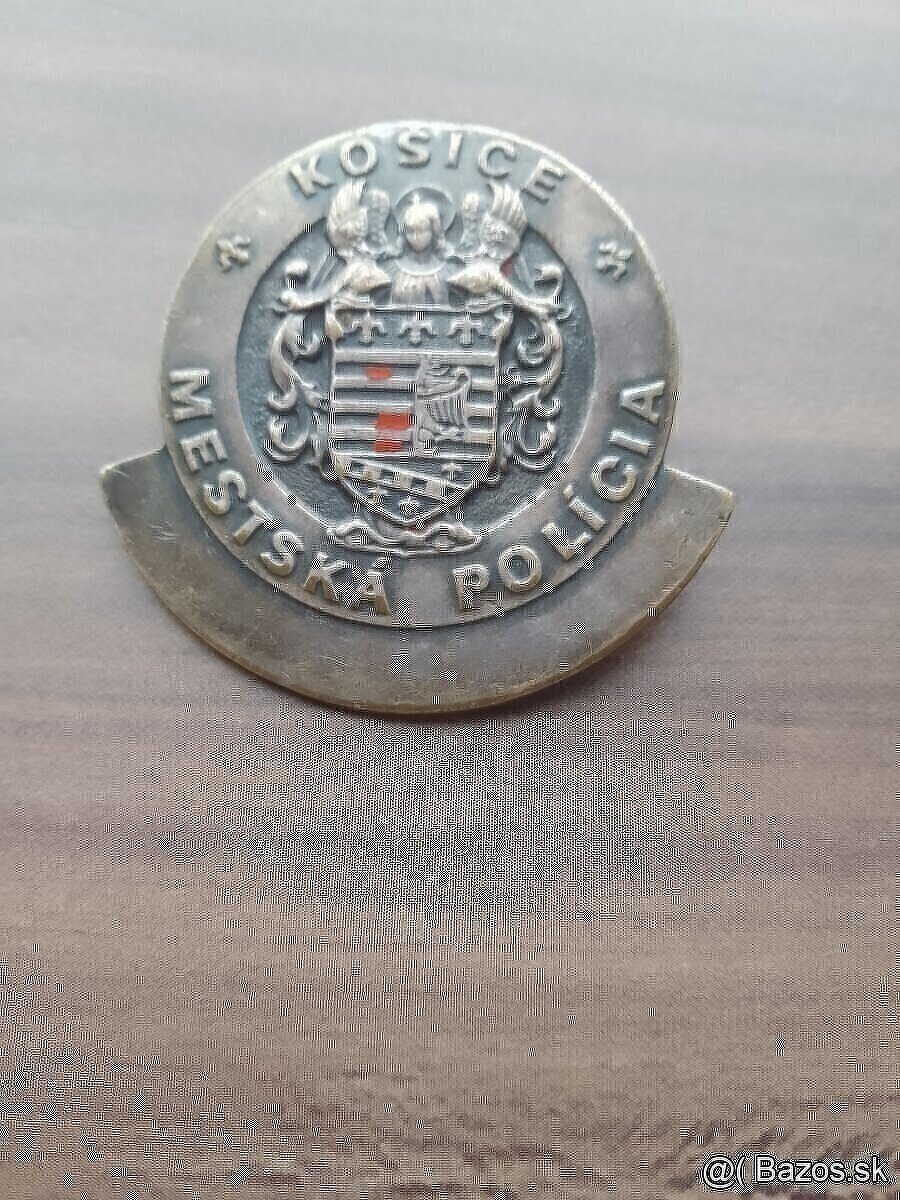 KOŠICE
MESTSKÁ POLÍCIA
@( Bazos.sk